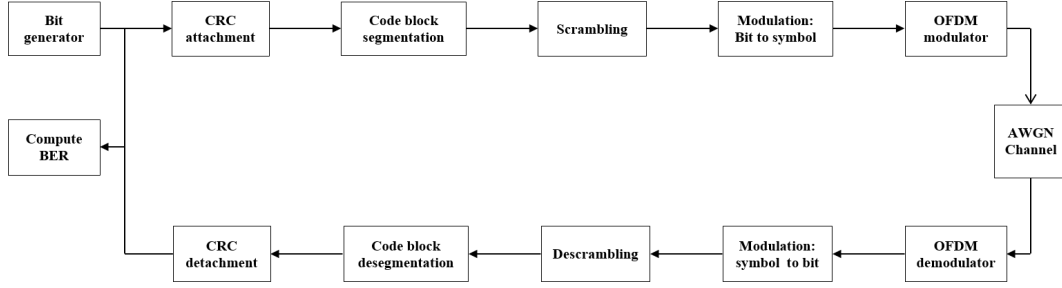 Bit
generator
CRC
attachment
Code block
segmentation
Scrambling
Modulation:
Bit to symbol
OFDM
modulator
Compute
BER
AWGN
Channel
CRC
detachment
Code block
desegmentation
Descrambling
Modulation:
symbol to bit
OFDM
demodulator